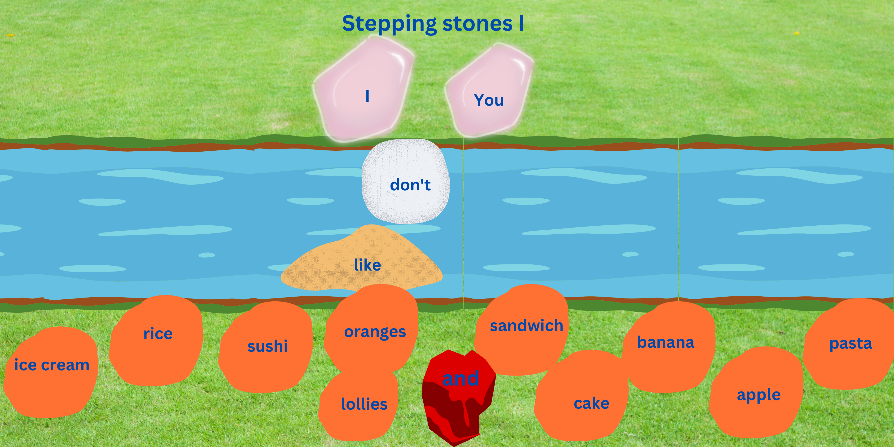 Stepping stones I
I
You
don't
like
ice cream
rice
sushi
oranges
lollies
and
sandwich
cake
banana
apple
pasta